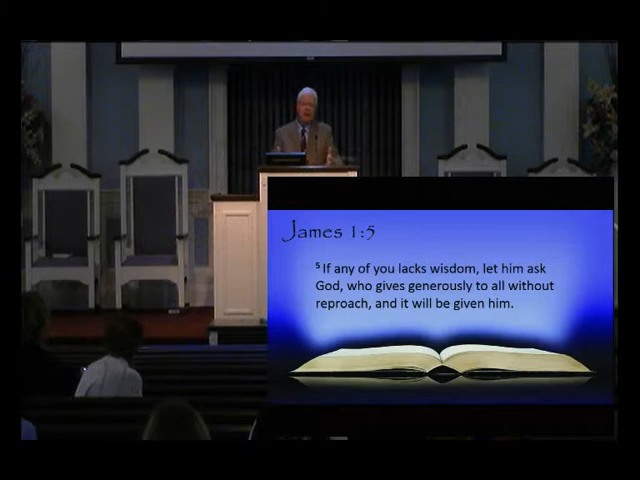 James 1:5
⁵ If any of you lacks wisdom, let him ask
God, who gives generously to all without
reproach, and it will be given him.